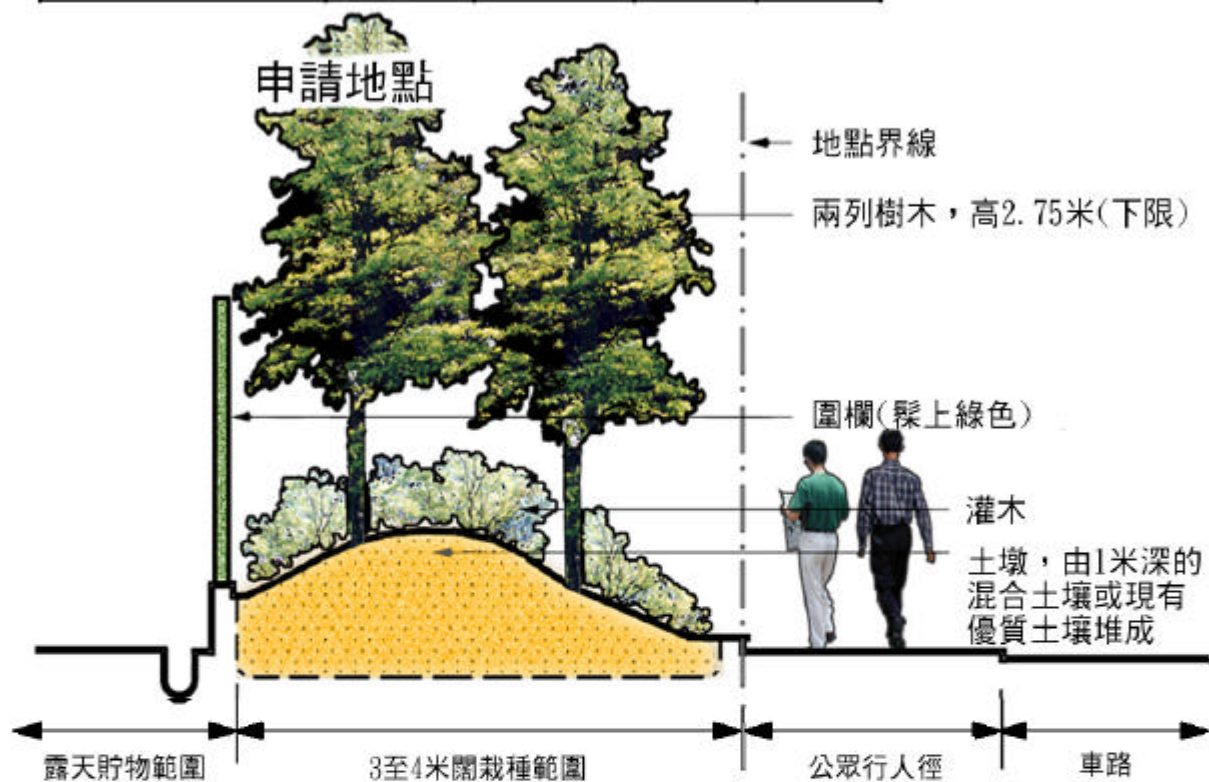 申請地點
地點界線
兩列樹木，高2.75米(下限)
圍欄(髹上綠色)
灌木
土墩，由1米深的
混合土壤或現有
優質土壤堆成
露天貯物範圍
3至4米闊栽種範圍
公眾行人徑
車路